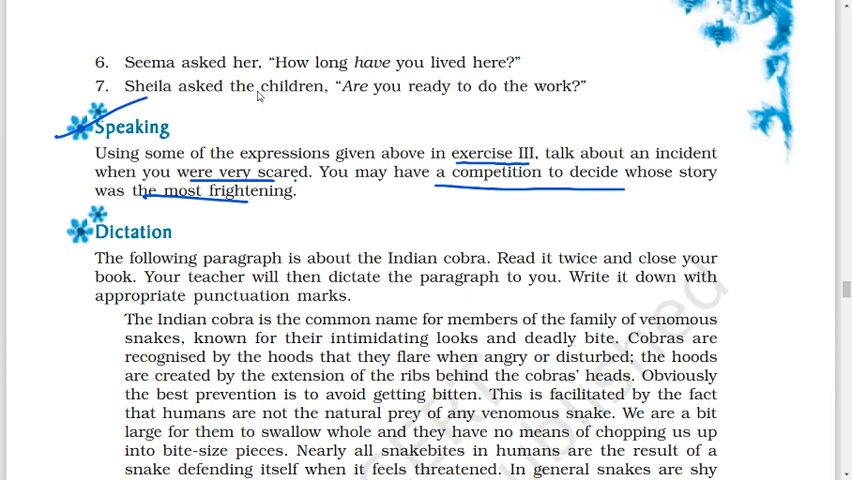 6. Seema asked her, “How long have you lived here?”
7. Sheila asked the children, “Are you ready to do the work?”
Speaking
Using some of the expressions given above in exercise III, talk about an incident
when you were very scared. You may have a competition to decide whose story
was the most frightening.
Dictation
The following paragraph is about the Indian cobra. Read it twice and close your
book. Your teacher will then dictate the paragraph to you. Write it down with
appropriate punctuation marks.
The Indian cobra is the common name for members of the family of venomous
snakes, known for their intimidating looks and deadly bite. Cobras are
recognised by the hoods that they flare when angry or disturbed; the hoods
are created by the extension of the ribs behind the cobras’ heads. Obviously
the best prevention is to avoid getting bitten. This is facilitated by the fact
that humans are not the natural prey of any venomous snake. We are a bit
large for them to swallow whole and they have no means of chopping us up
into bite-size pieces. Nearly all snakebites in humans are the result of a
snake defending itself when it feels threatened. In general snakes are shy